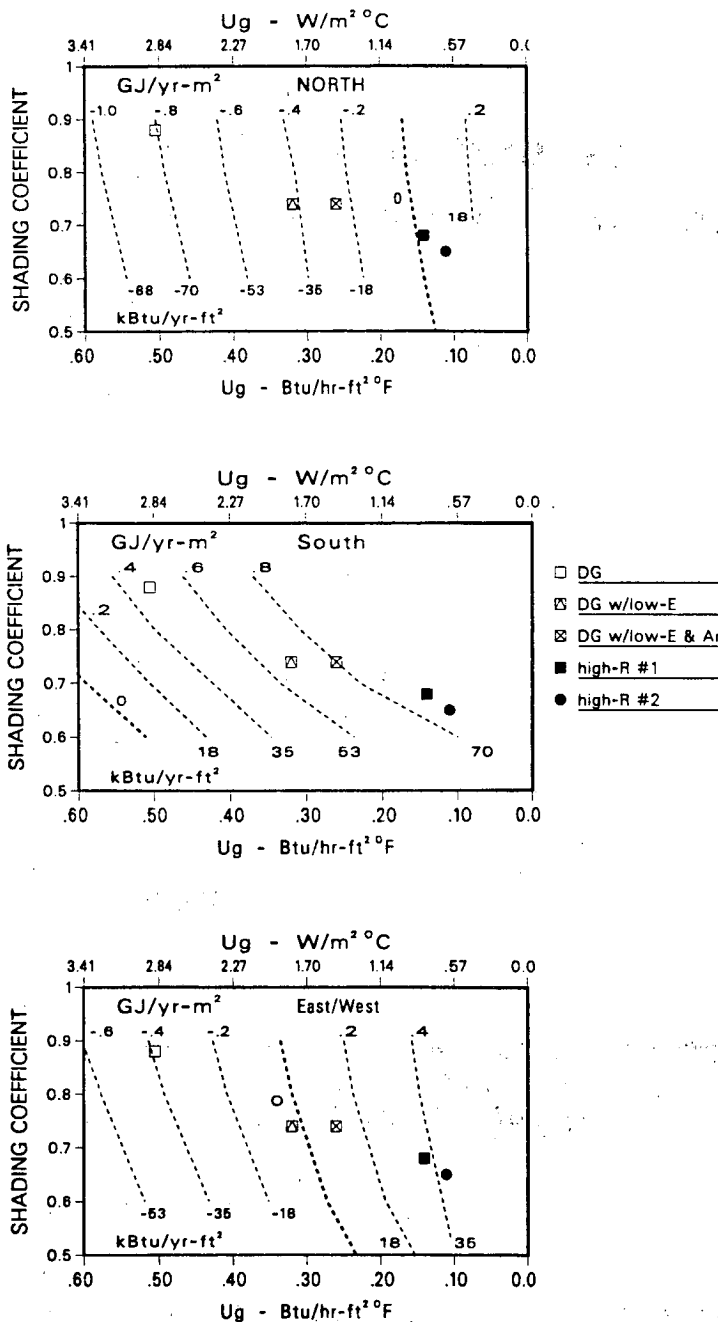 Ug - W/m² °C
3.41 2.84 2.27 1.70 1.14 .57 0.0
GJ/yr-m² NORTH
-1.0 -.8 -.6 -.4 -.2 .2
0
18
-88 -70 -53 -35 -18
kBtu/yr-ft²
SHADING COEFFICIENT
1
0.9
0.8
0.7
0.6
0.5
.60 .50 .40 .30 .20 .10 0.0
Ug - Btu/hr-ft² °F
Ug - W/m² °C
3.41 2.84 2.27 1.70 1.14 .57 0.0
GJ/yr-m² South
.4 .6 .8
.2
0
18 35 53 70
kBtu/yr-ft²
SHADING COEFFICIENT
1
0.9
0.8
0.7
0.6
0.5
.60 .50 .40 .30 .20 .10 0.0
Ug - Btu/hr-ft² °F
DG
DG w/low-E
DG w/low-E & Ar
high-R #1
high-R #2
Ug - W/m² °C
3.41 2.84 2.27 1.70 1.14 .57 0.0
GJ/yr-m² East/West
-.6 -.4 -.2 .2 .4
0
-53 -35 -18
18 35
kBtu/yr-ft²
SHADING COEFFICIENT
1
0.9
0.8
0.7
0.6
0.5
.60 .50 .40 .30 .20 .10 0.0
Ug - Btu/hr-ft² °F